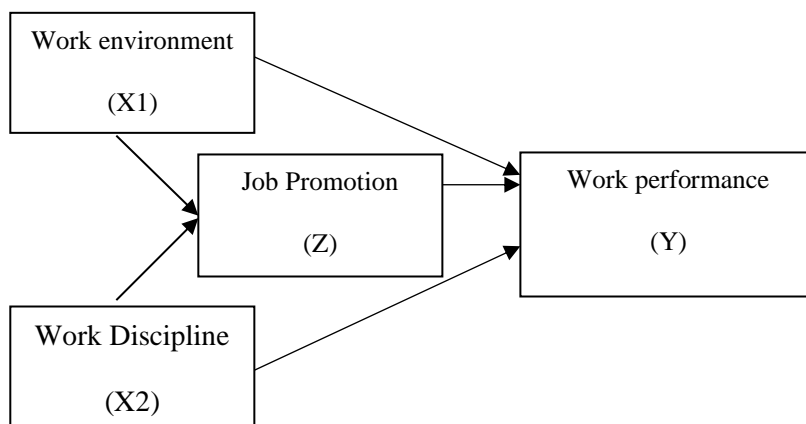 Work environment
(X1)
Job Promotion
(Z)
Work performance
(Y)
Work Discipline
(X2)